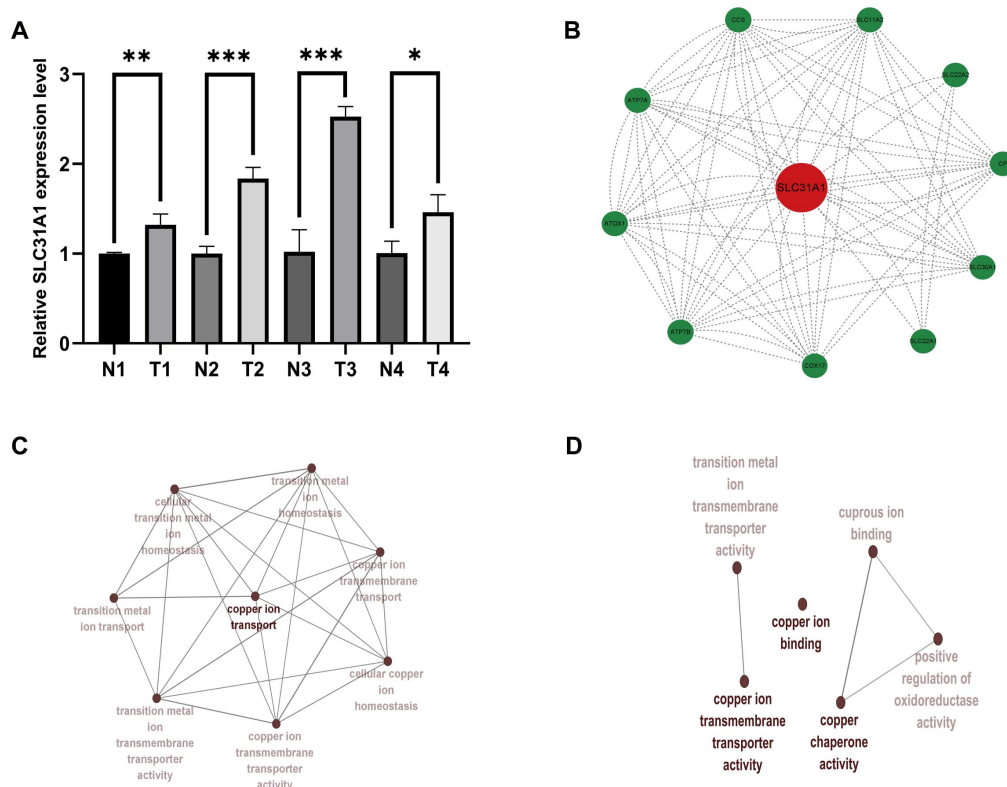 A
Relative SLC31A1 expression level
3
2
1
0
**
***
***
*
N1 T1 N2 T2 N3 T3 N4 T4
B
CCS
SLC11A2
SLC22A2
ATP7A
CP
SLC31A1
ATOX1
SLC30A1
ATP7B
SLC22A1
COX17
C
transition metal
ion
homeostasis
cellular
transition metal
ion
homeostasis
copper ion
transmembrane
transport
transition metal
ion transport
copper ion
transport
cellular copper
ion
homeostasis
transition metal
ion
transmembrane
transporter
activity
copper ion
transmembrane
transporter
activity
D
transition metal
ion
transmembrane
transporter
activity
cuprous ion
binding
copper ion
binding
positive
regulation of
oxidoreductase
activity
copper ion
transmembrane
transporter
activity
copper
chaperone
activity